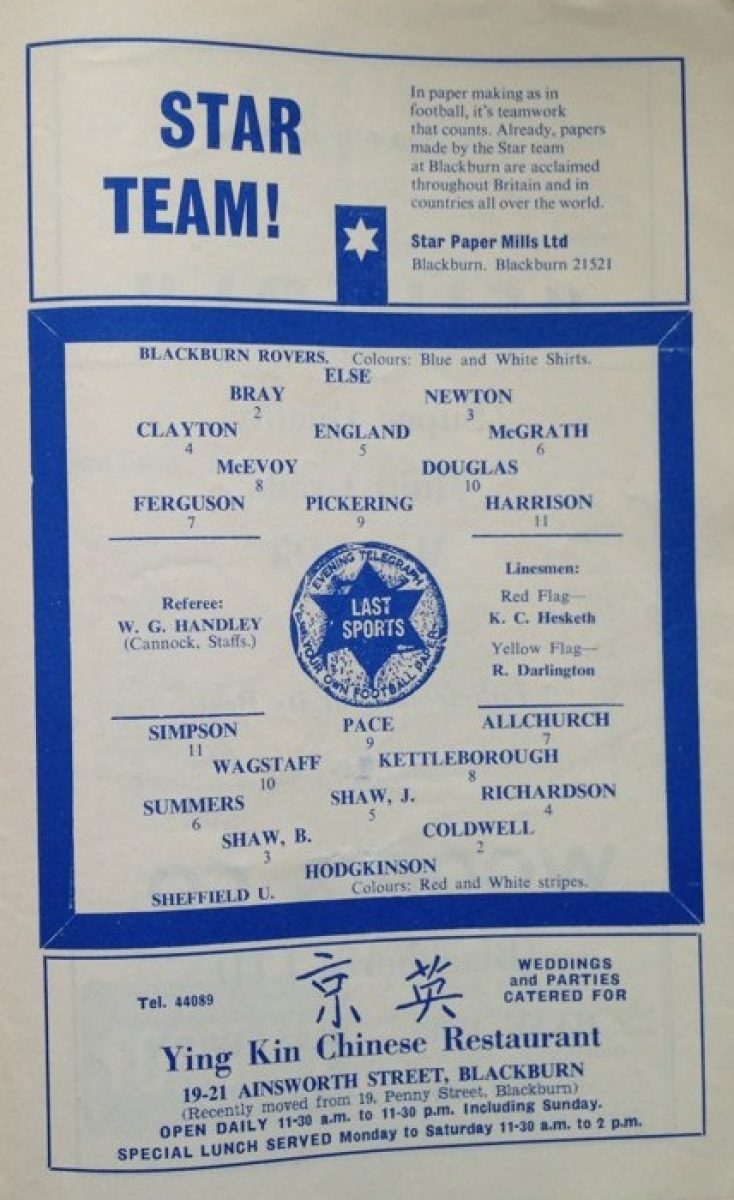 STAR
TEAM!
In paper making as in
football, it's teamwork
that counts. Already, papers
made by the Star team
at Blackburn are acclaimed
throughout Britain and in
countries all over the world.
Star Paper Mills Ltd
Blackburn. Blackburn 21521
BLACKBURN ROVERS. Colours: Blue and White Shirts.
ELSE
BRAY NEWTON
2 3
CLAYTON ENGLAND McGRATH
4 5 6
McEVOY DOUGLAS
8 10
FERGUSON PICKERING HARRISON
7 9 11
Referee:
W. G. HANDLEY
(Cannock, Staffs.)
EVENING TELEGRAPH
LAST
SPORTS
YOUR OWN FOOTBALL PAPER
Linesmen:
Red Flag—
K. C. Hesketh
Yellow Flag—
R. Darlington
SIMPSON PACE ALLCHURCH
11 9 7
WAGSTAFF KETTLEBOROUGH
10 8
SUMMERS SHAW, J. RICHARDSON
6 5 4
SHAW, B. COLDWELL
3 2
HODGKINSON
SHEFFIELD U. Colours: Red and White stripes.
Tel. 44089
京 英
WEDDINGS
and PARTIES
CATERED FOR
Ying Kin Chinese Restaurant
19-21 AINSWORTH STREET, BLACKBURN
(Recently moved from 19, Penny Street, Blackburn)
OPEN DAILY 11-30 a.m. to 11-30 p.m. Including Sunday.
SPECIAL LUNCH SERVED Monday to Saturday 11-30 a.m. to 2 p.m.